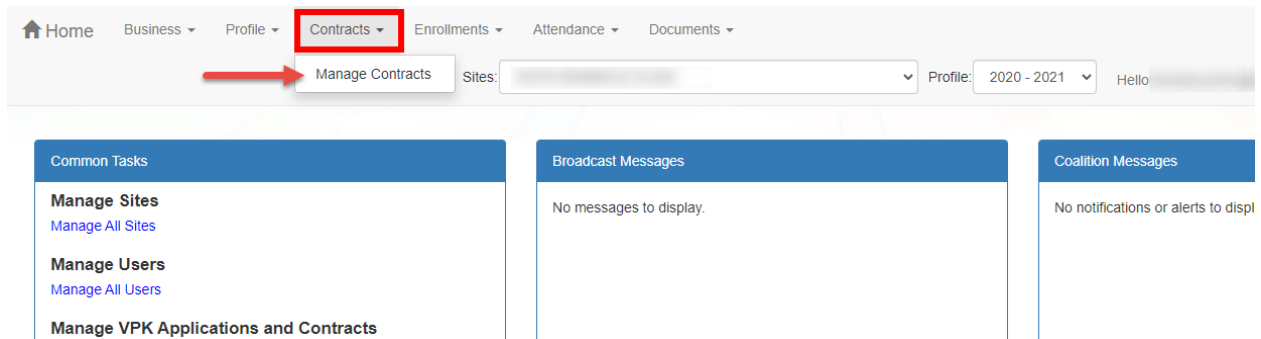 Home Business Profile Contracts Enrollments Attendance Documents
Manage Contracts Sites: Profile: 2020 - 2021 Hello
Common Tasks Broadcast Messages Coalition Messages
Manage Sites No messages to display. No notifications or alerts to displ
Manage All Sites
Manage Users
Manage All Users
Manage VPK Applications and Contracts